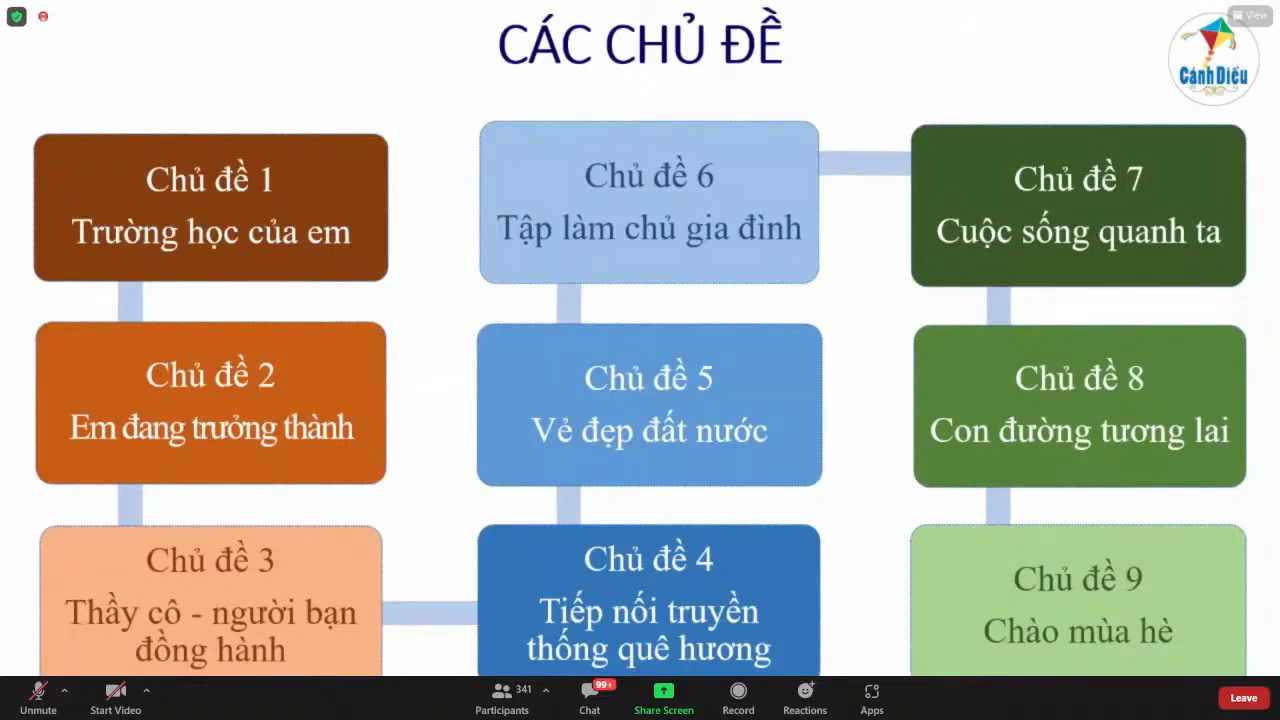 View
CÁC CHỦ ĐỀ
Cánh Diều
Chủ đề 1
Trường học của em
Chủ đề 2
Em đang trưởng thành
Chủ đề 3
Thầy cô - người bạn
đồng hành
Chủ đề 4
Tiếp nối truyền
thống quê hương
Chủ đề 5
Vẻ đẹp đất nước
Chủ đề 6
Tập làm chủ gia đình
Chủ đề 7
Cuộc sống quanh ta
Chủ đề 8
Con đường tương lai
Chủ đề 9
Chào mùa hè
Unmute
Start Video
341
Participants
99+
Chat
Share Screen
Record
Reactions
Apps
Leave